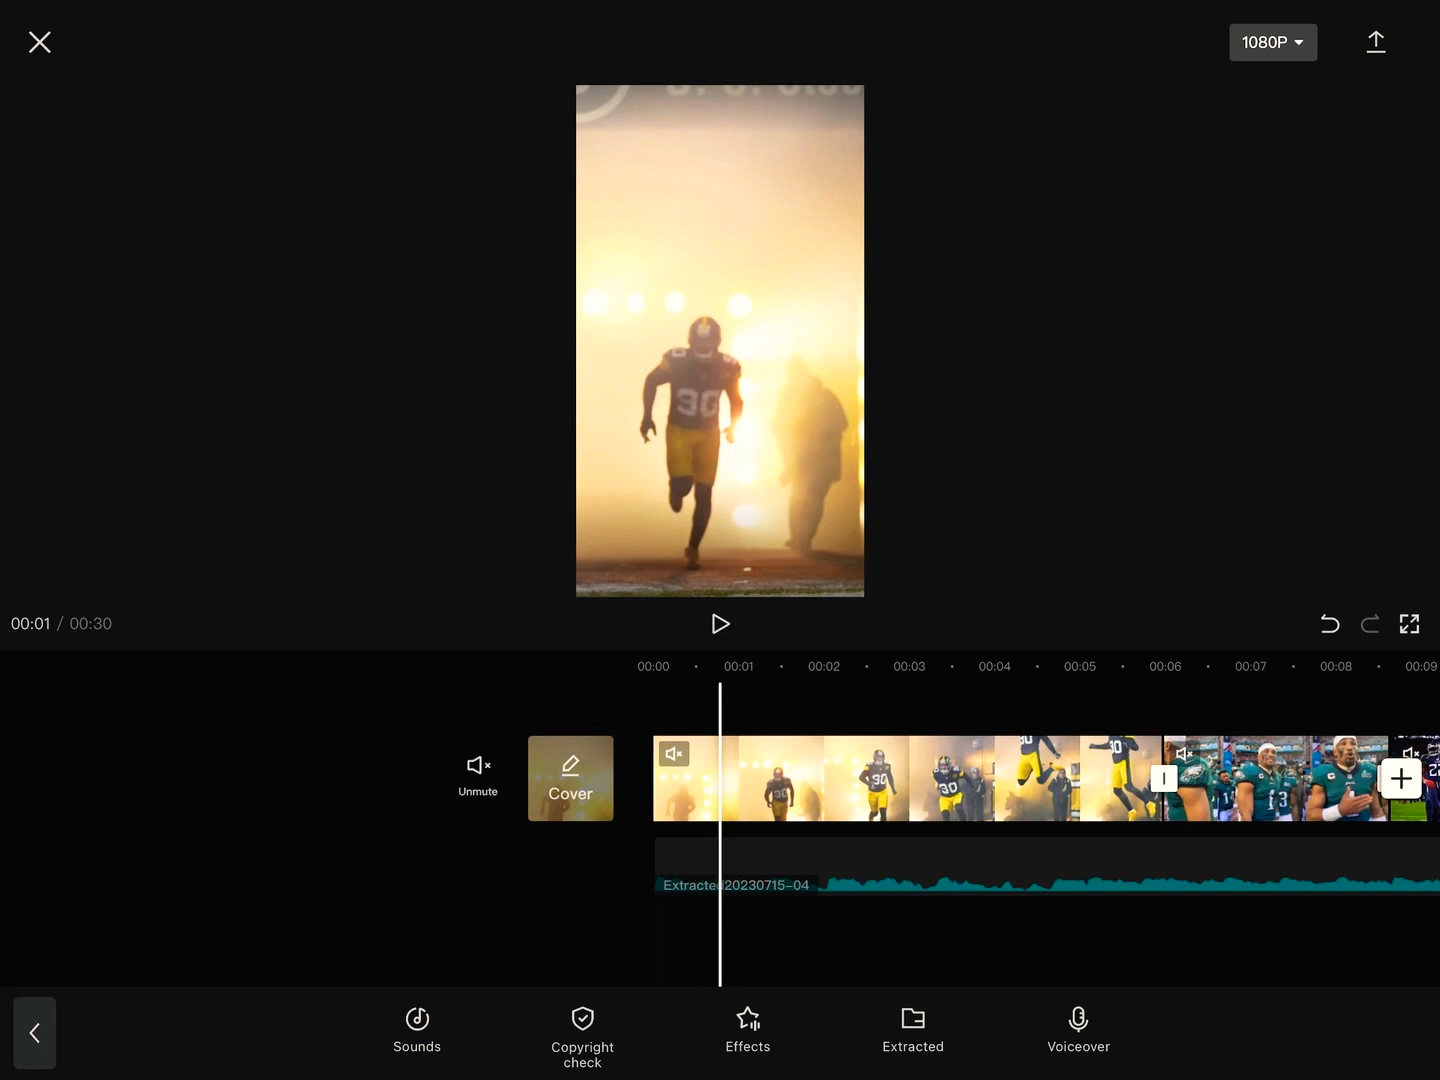 1080P
90
00:01 / 00:30
00:00 00:01 00:02 00:03 00:04 00:05 00:06 00:07 00:08 00:09
Unmute
Cover
Extracted20230715-04
Sounds
Copyright
check
Effects
Extracted
Voiceover